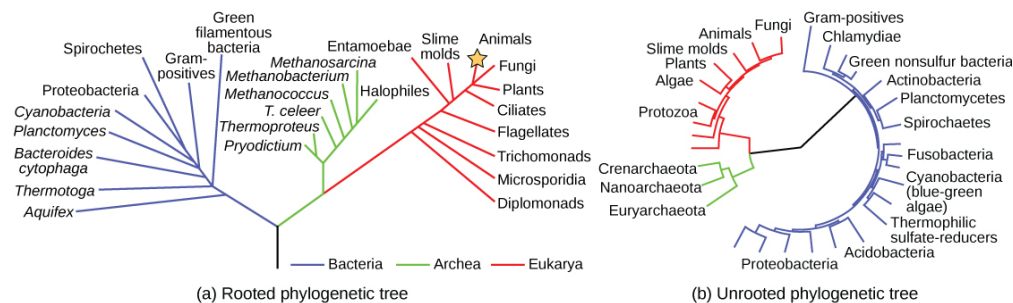 Green
filamentous
bacteria
Spirochetes
Gram-
positives
Proteobacteria
Cyanobacteria
Planctomyces
Bacteroides
cytophaga
Thermotoga
Aquifex
Entamoebae
Slime
molds
Animals
Methanosarcina
Methanobacterium
Methanococcus
Halophiles
T. celeer
Thermoproteus
Pryodictium
Fungi
Plants
Ciliates
Flagellates
Trichomonads
Microsporidia
Diplomonads
Bacteria
Archea
Eukarya
(a) Rooted phylogenetic tree
Fungi
Animals
Slime molds
Plants
Algae
Protozoa
Crenarchaeota
Nanoarchaeota
Euryarchaeota
Gram-positives
Chlamydiae
Green nonsulfur bacteria
Actinobacteria
Planctomycetes
Spirochaetes
Fusobacteria
Cyanobacteria
(blue-green
algae)
Thermophilic
sulfate-reducers
Acidobacteria
Proteobacteria
(b) Unrooted phylogenetic tree